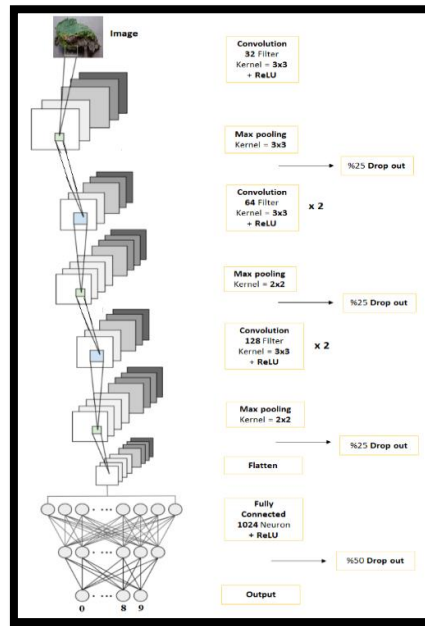 Image
Convolution
32 Filter
Kernel = 3x3
+ ReLU
Max pooling
Kernel = 3x3
%25 Drop out
Convolution
64 Filter
Kernel = 3x3
+ ReLU
x 2
Max pooling
Kernel = 2x2
%25 Drop out
Convolution
128 Filter
Kernel = 3x3
+ ReLU
x 2
Max pooling
Kernel = 2x2
%25 Drop out
Flatten
Fully
Connected
1024 Neuron
+ ReLU
%50 Drop out
Output
0 8 9